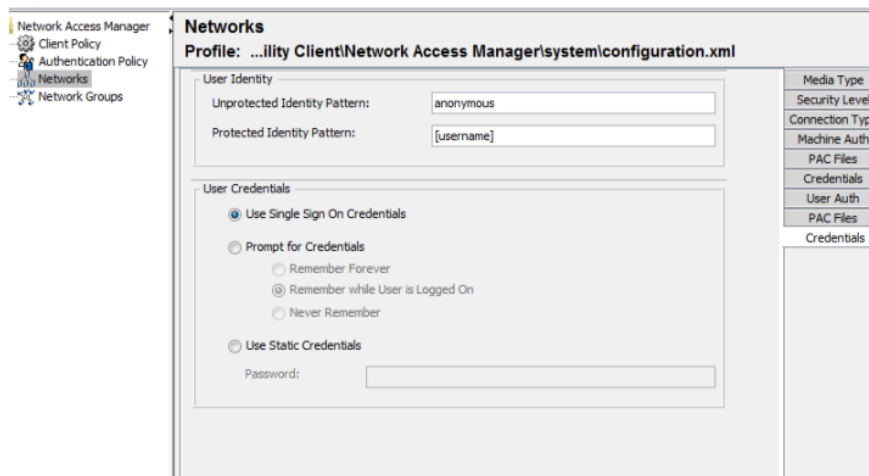 Network Access Manager
Client Policy
Authentication Policy
Networks
Network Groups
Networks
Profile: ...ility Client\Network Access Manager\system\configuration.xml
User Identity
Unprotected Identity Pattern: anonymous
Protected Identity Pattern: [username]
User Credentials
Use Single Sign On Credentials
Prompt for Credentials
Remember Forever
Remember while User is Logged On
Never Remember
Use Static Credentials
Password:
Media Type
Security Level
Connection Typ
Machine Auth
PAC Files
Credentials
User Auth
PAC Files
Credentials